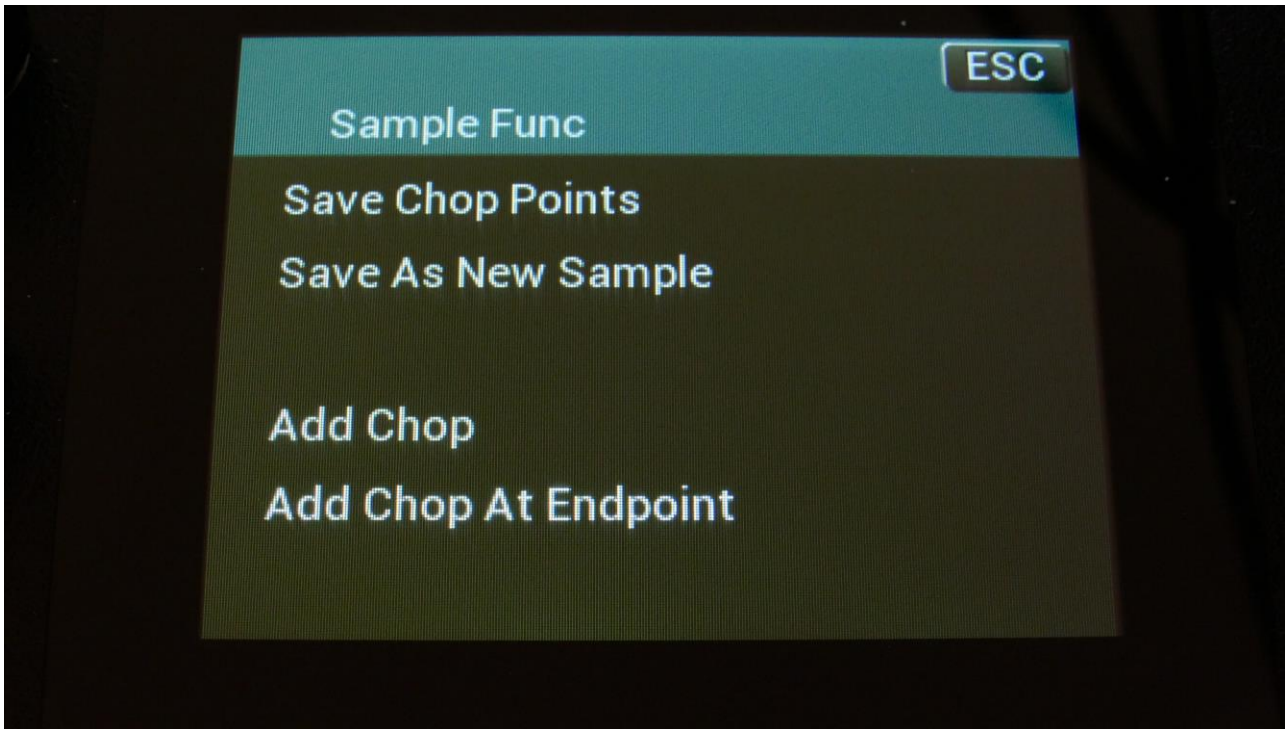 ESC
Sample Func
Save Chop Points
Save As New Sample
Add Chop
Add Chop At Endpoint